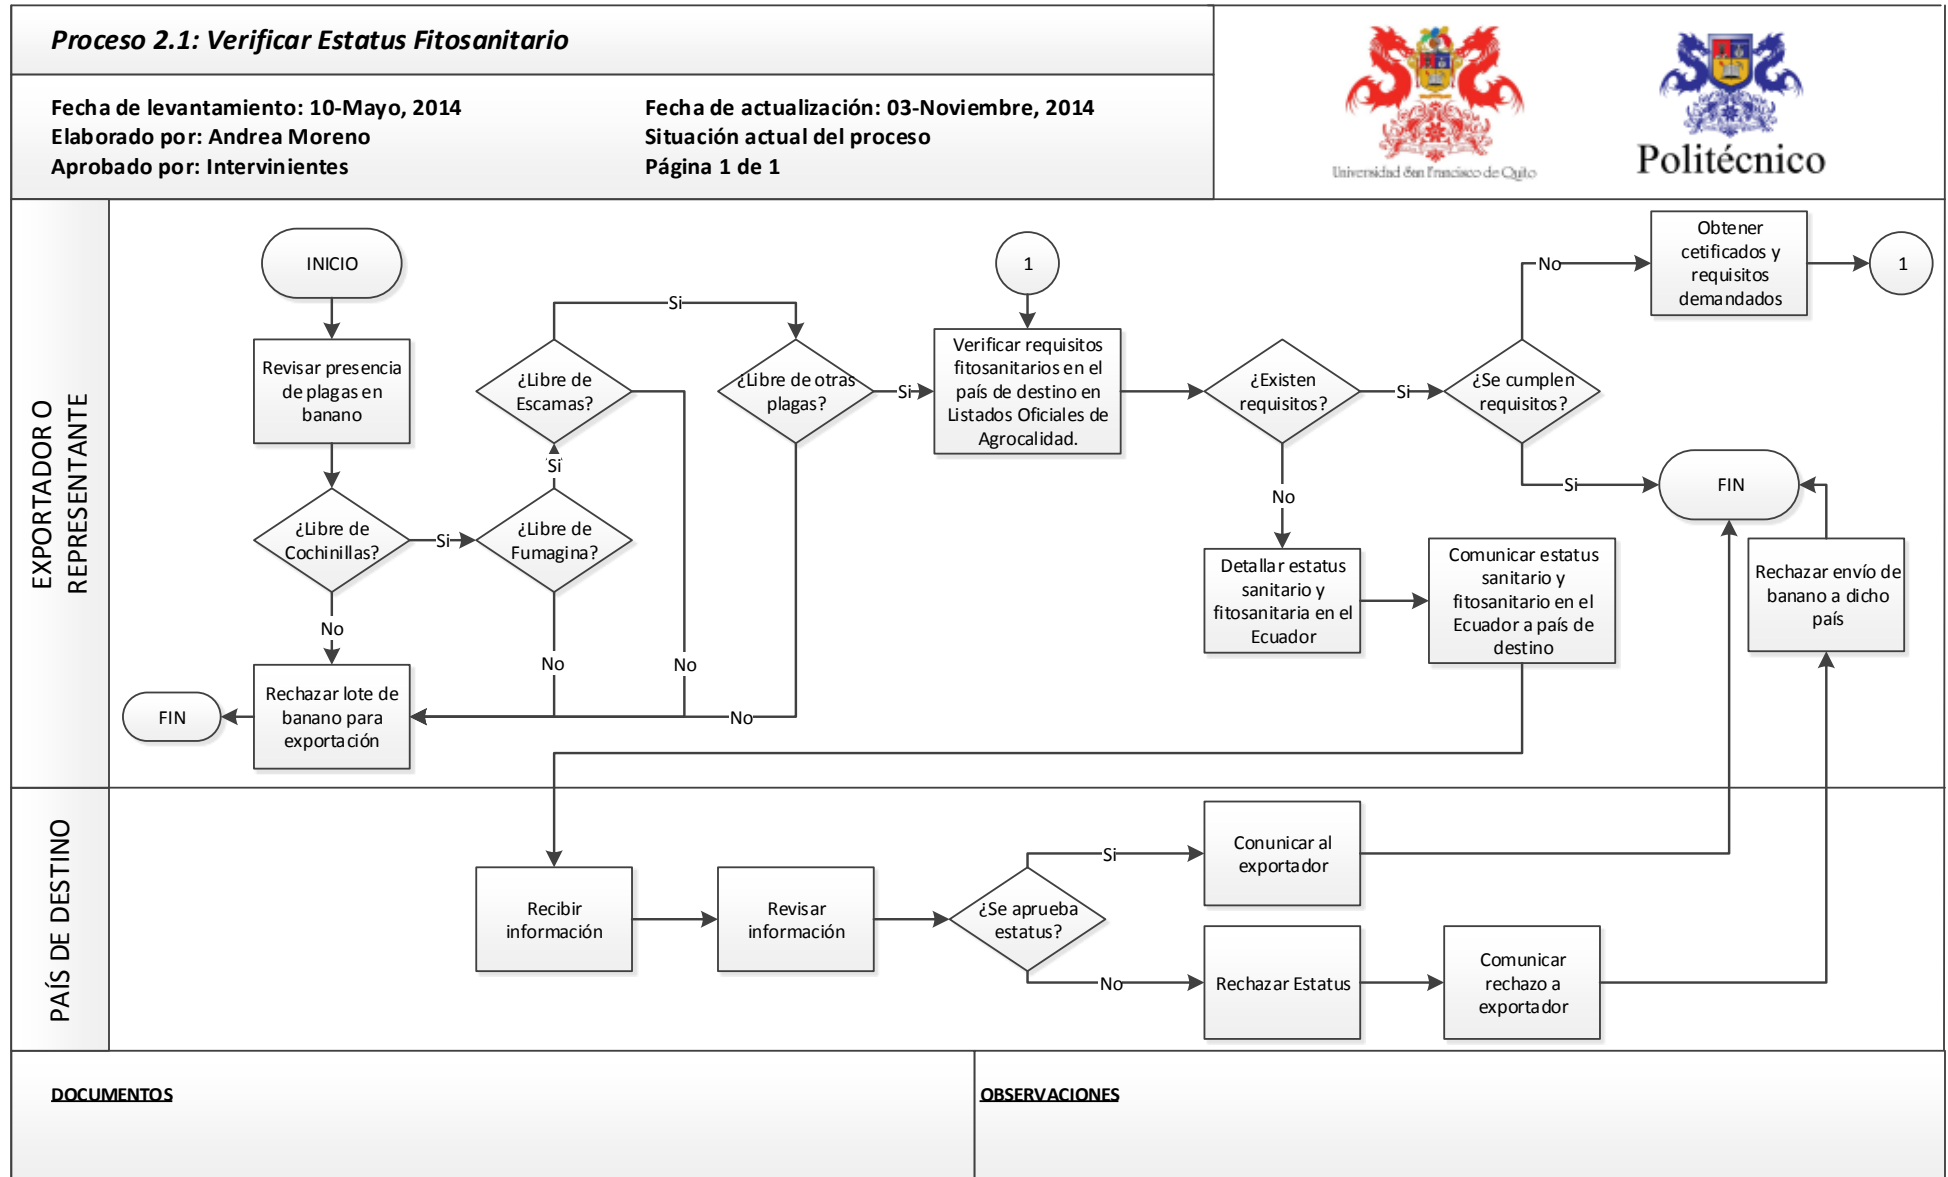 Proceso 2.1: Verificar Estatus Fitosanitario
Fecha de levantamiento: 10-Mayo, 2014
Elaborado por: Andrea Moreno
Aprobado por: Intervinientes
Fecha de actualización: 03-Noviembre, 2014
Situación actual del proceso
Página 1 de 1
Universidad San Francisco de Quito
Politécnico
EXPORTADOR O
REPRESENTANTE
INICIO
Revisar presencia
de plagas en
banano
¿Libre de
Cochinillas?
Si
No
¿Libre de
Fumagina?
Si
No
¿Libre de
Escamas?
Si
No
¿Libre de otras
plagas?
Si
No
Rechazar lote de
banano para
exportación
FIN
1
Verificar requisitos
fitosanitarios en el
país de destino en
Listados Oficiales de
Agrocalidad.
¿Existen
requisitos?
Si
No
¿Se cumplen
requisitos?
No
Si
Obtener
cetificados y
requisitos
demandados
1
FIN
Detallar estatus
sanitario y
fitosanitaria en el
Ecuador
Comunicar estatus
sanitario y
fitosanitario en el
Ecuador a país de
destino
Rechazar envío de
banano a dicho
país
PAÍS DE DESTINO
Recibir
información
Revisar
información
¿Se aprueba
estatus?
Si
No
Conunicar al
exportador
Rechazar Estatus
Comunicar
rechazo a
exportador
DOCUMENTOS
OBSERVACIONES